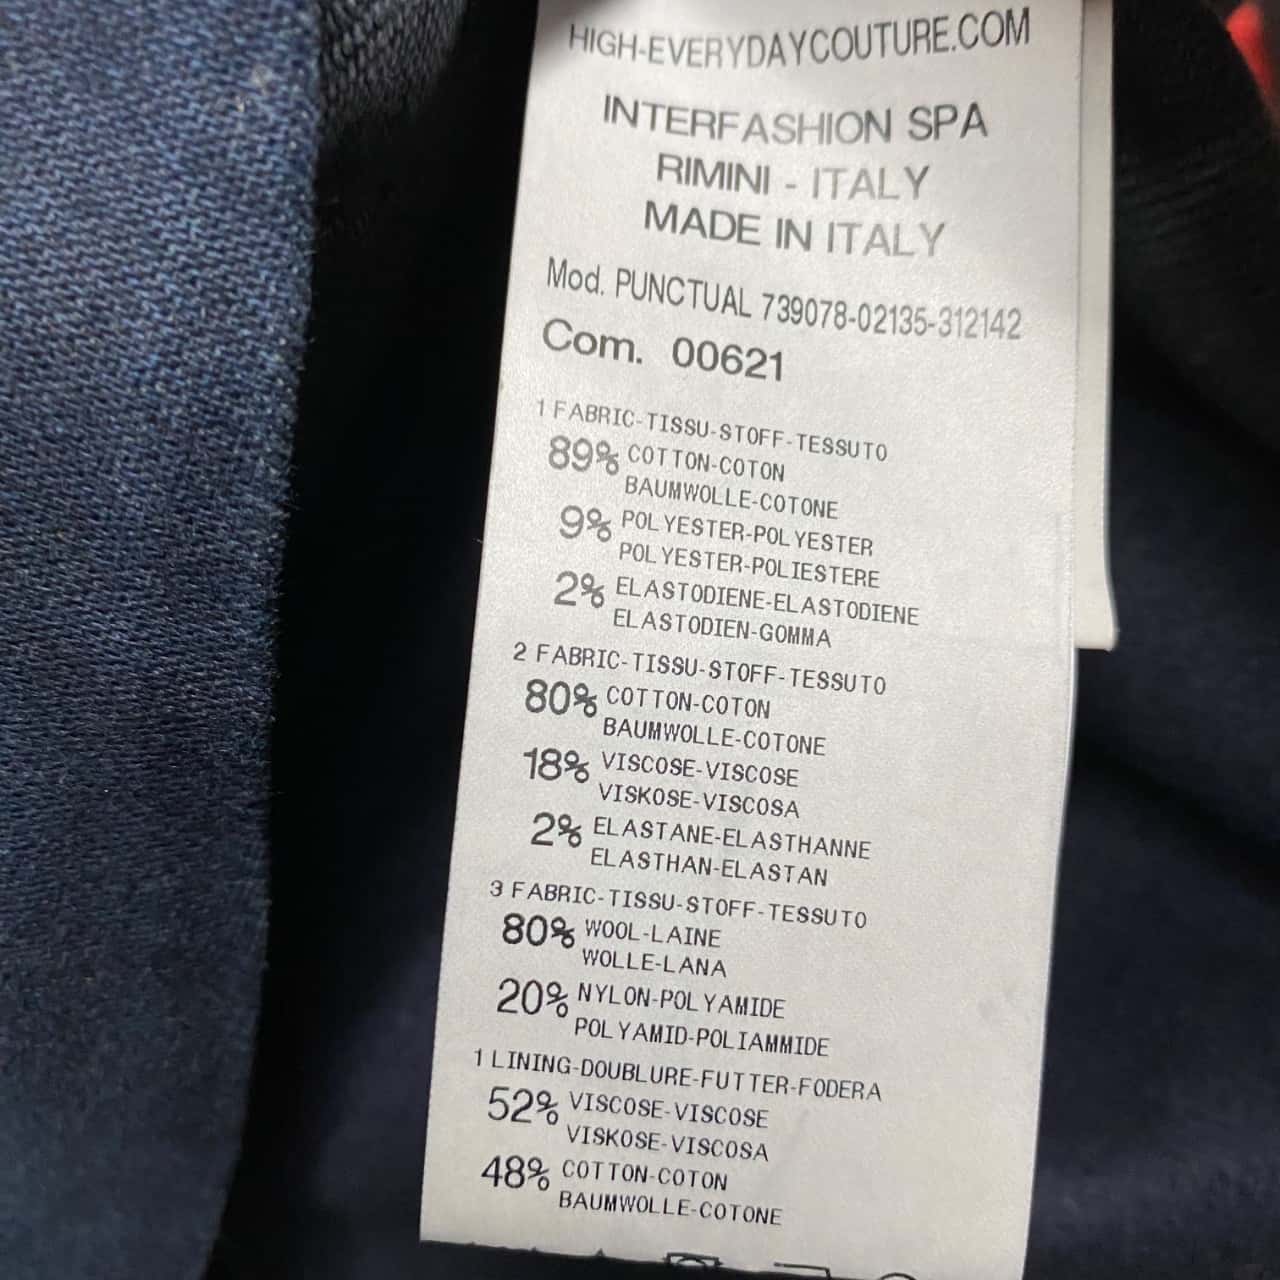 HIGH-EVERYDAYCOUTURE.COM
INTERFASHION SPA
RIMINI - ITALY
MADE IN ITALY
Mod. PUNCTUAL 739078-02135-312142
Com. 00621
1 FABRIC-TISSU-STOFF-TESSUTO
89% COTTON-COTON
BAUMWOLLE-COTONE
9% POLYESTER-POLYESTER
POLYESTER-POLIESTERE
2% ELASTODIENE-ELASTODIENE
ELASTODIEN-GOMMA
2 FABRIC-TISSU-STOFF-TESSUTO
80% COTTON-COTON
BAUMWOLLE-COTONE
18% VISCOSE-VISCOSE
VISKOSE-VISCOSA
2% ELASTANE-ELASTHANNE
ELASTHAN-ELASTAN
3 FABRIC-TISSU-STOFF-TESSUTO
80% WOOL-LAINE
WOLLE-LANA
20% NYLON-POLYAMIDE
POLYAMID-POLIAMMIDE
1 LINING-DOUBLURE-FUTTER-FODERA
52% VISCOSE-VISCOSE
VISKOSE-VISCOSA
48% COTTON-COTON
BAUMWOLLE-COTONE